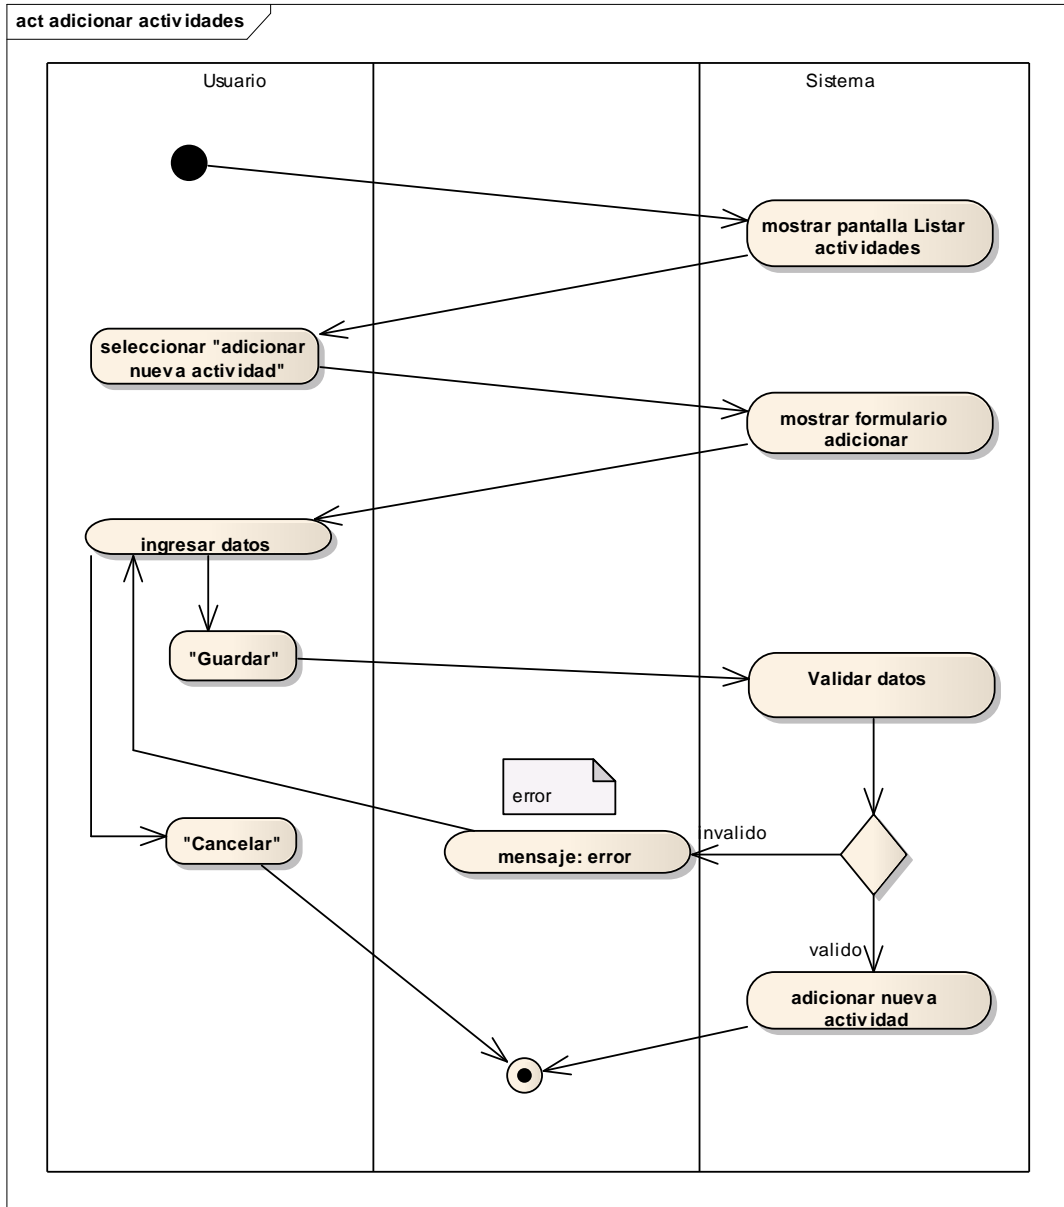 act adicionar actividades
Usuario
Sistema
mostrar pantalla Listar
actividades
seleccionar "adicionar
nueva actividad"
mostrar formulario
adicionar
ingresar datos
"Guardar"
Validar datos
error
invalido
"Cancelar"
mensaje: error
valido
adicionar nueva
actividad